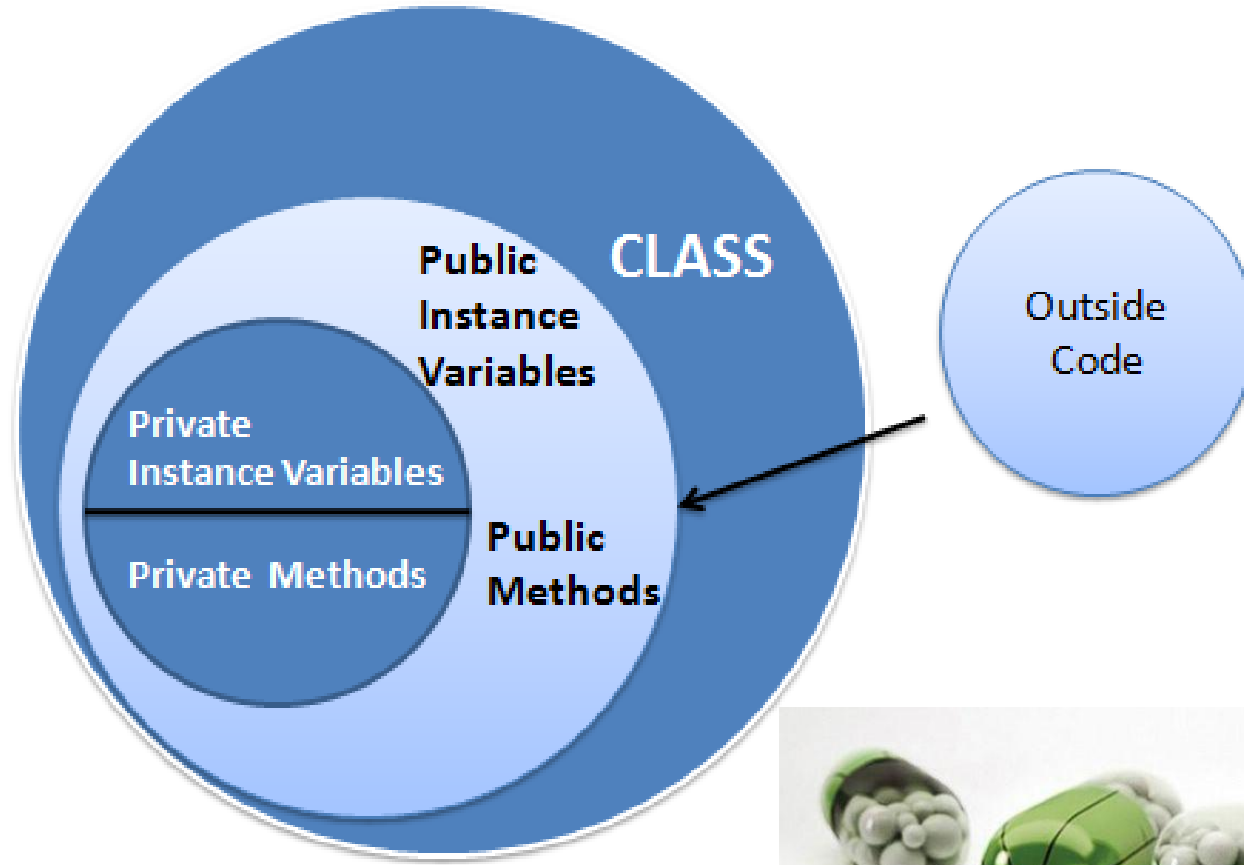 CLASS
Public
Instance
Variables
Private
Instance Variables
Private Methods
Public
Methods
Outside
Code